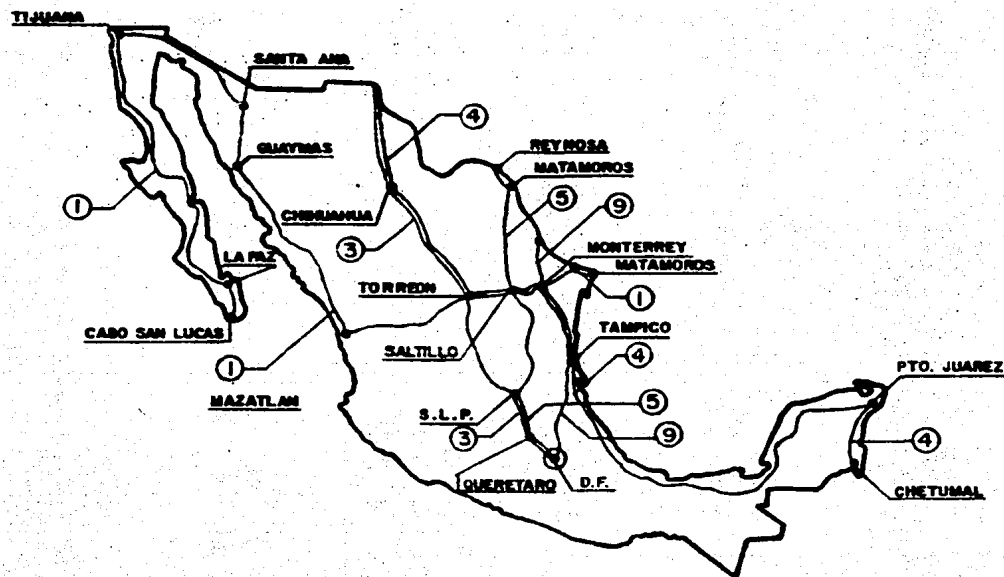 TIJUANA
SANTA ANA
4
REYNOSA
GUAYMAS
MATAMOROS
1
5
9
CHIHUAHUA
3
MONTERREY
MATAMOROS
LA PAZ
TORREON
1
CABO SAN LUCAS
TAMPICO
SALTILLO
1
4
PTO. JUAREZ
MAZATLAN
S.L.P.
5
3
9
4
QUERETARO
D.F.
CHETUMAL